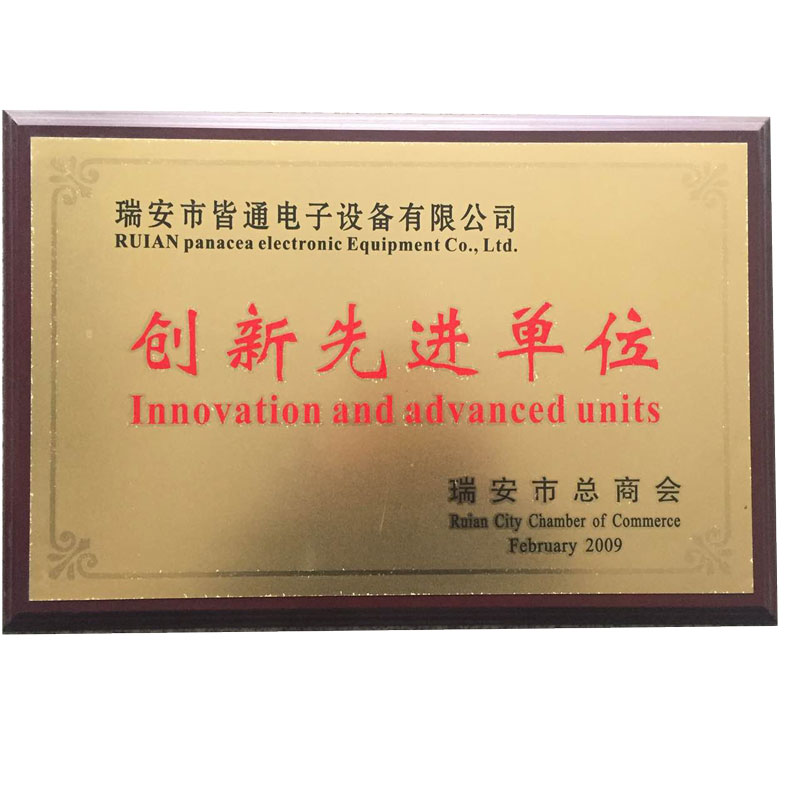 瑞安市皆通电子设备有限公司
RUIAN panacea electronic Equipment Co., Ltd.
创新先进单位
Innovation and advanced units
瑞安市总商会
Ruian City Chamber of Commerce
February 2009